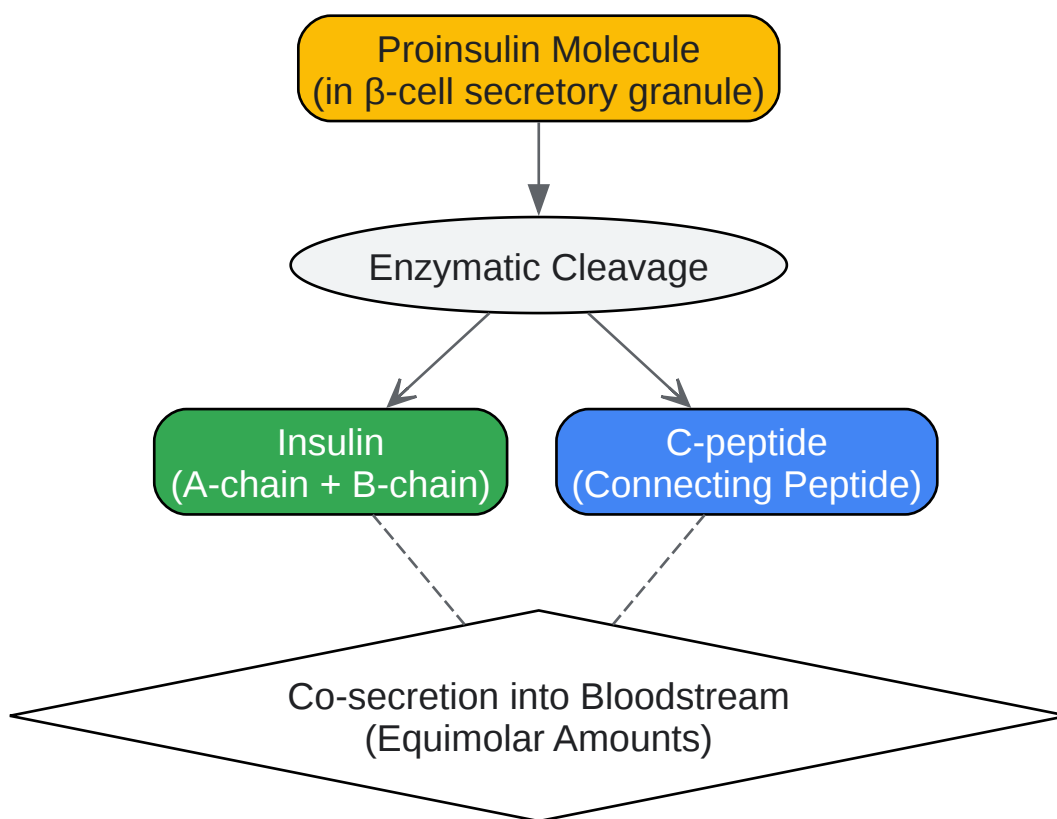 Proinsulin Molecule
(in β-cell secretory granule)
Enzymatic Cleavage
Insulin
(A-chain + B-chain)
C-peptide
(Connecting Peptide)
Co-secretion into Bloodstream
(Equimolar Amounts)